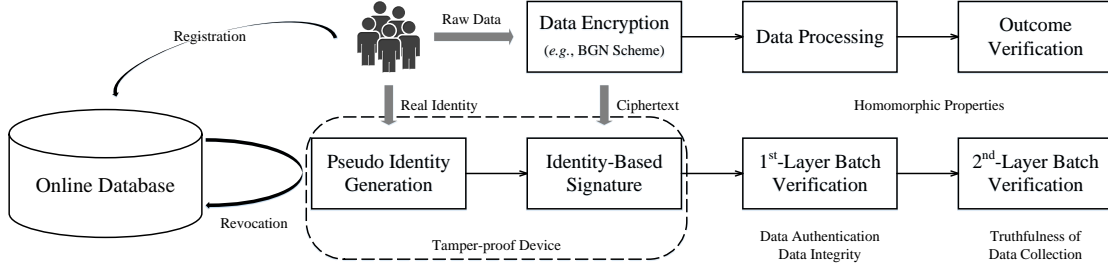 Registration
Raw Data
Data Encryption
(e.g., BGN Scheme)
Data Processing
Outcome
Verification
Real Identity
Ciphertext
Homomorphic Properties
Online Database
Pseudo Identity
Generation
Identity-Based
Signature
1st-Layer Batch
Verification
2nd-Layer Batch
Verification
Revocation
Tamper-proof Device
Data Authentication
Data Integrity
Truthfulness of
Data Collection